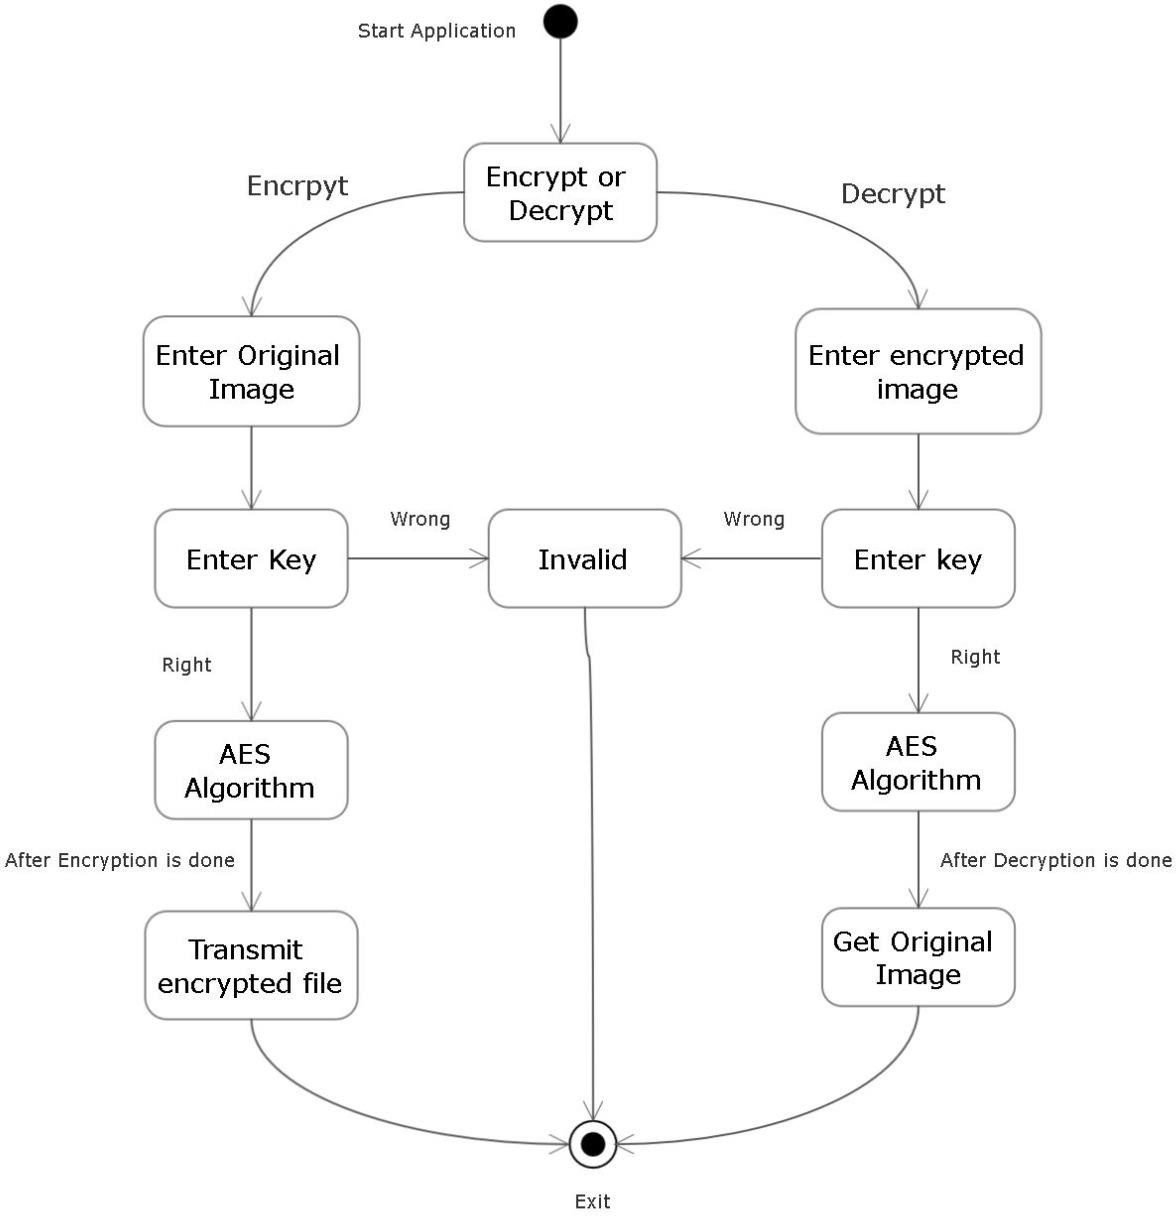 Start Application
Encrypt or
Decrypt
Encrpyt
Decrypt
Enter Original
Image
Enter encrypted
image
Wrong
Wrong
Enter Key
Invalid
Enter key
Right
Right
AES
Algorithm
AES
Algorithm
After Encryption is done
After Decryption is done
Transmit
encrypted file
Get Original
Image
Exit